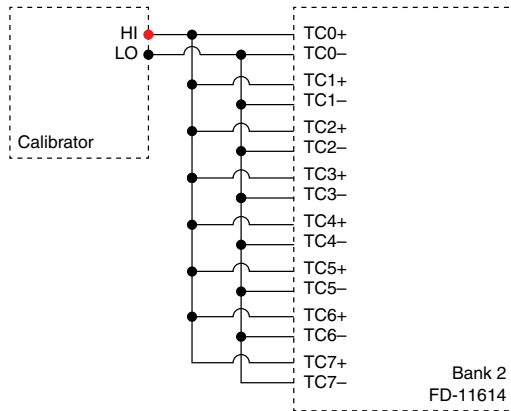 HI
LO
Calibrator
TC0+
TC0–
TC1+
TC1–
TC2+
TC2–
TC3+
TC3–
TC4+
TC4–
TC5+
TC5–
TC6+
TC6–
TC7+
TC7–
Bank 2
FD-11614